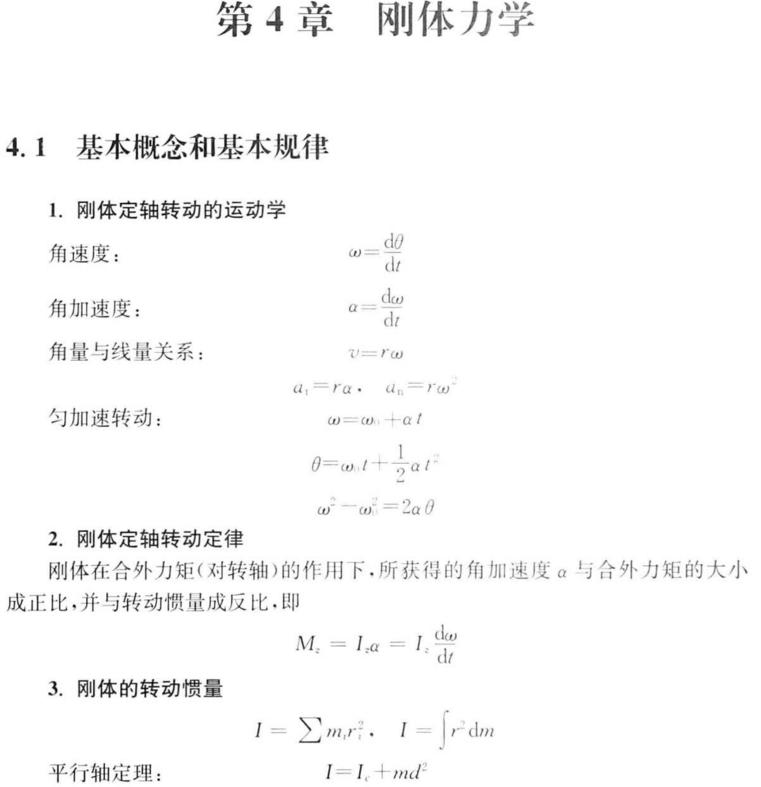 第 4 章 刚体力学
4.1 基本概念和基本规律
1. 刚体定轴转动的运动学
角速度： ω=dθ/dt
角加速度： α=dω/dt
角量与线量关系： v=rω
aₜ=rα， aₙ=rω²
匀加速转动： ω=ω₀+αt
θ=ω₀t+1/2 αt²
ω²−ω₀²=2αθ
2. 刚体定轴转动定律
刚体在合外力矩(对转轴)的作用下，所获得的角加速度 α 与合外力矩的大小
成正比，并与转动惯量成反比，即
M_z = I_zα = I_z dω/dt
3. 刚体的转动惯量
I = ∑mᵢrᵢ²， I = ∫r²dm
平行轴定理： I=I_c+md²